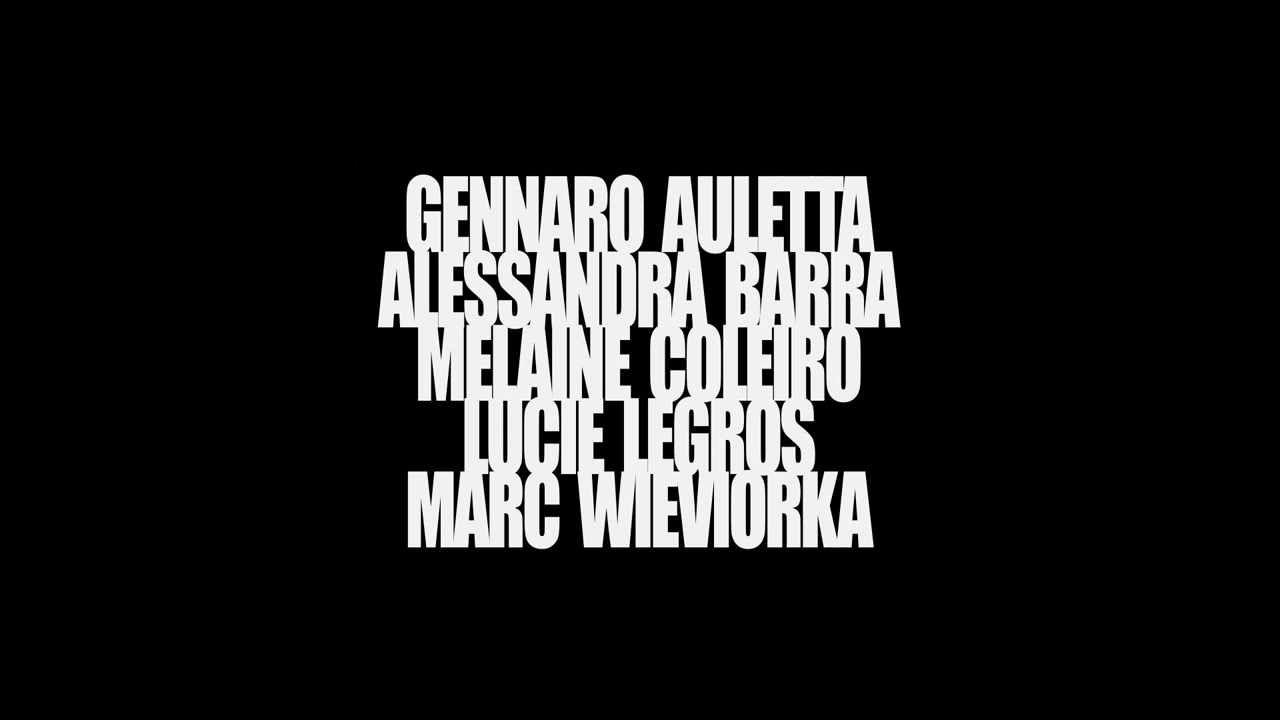 GENNARO AULETTA
ALESSANDRA BARRA
MELAINE COLEIRO
LUCIE LEGROS
MARC WIEVIORKA